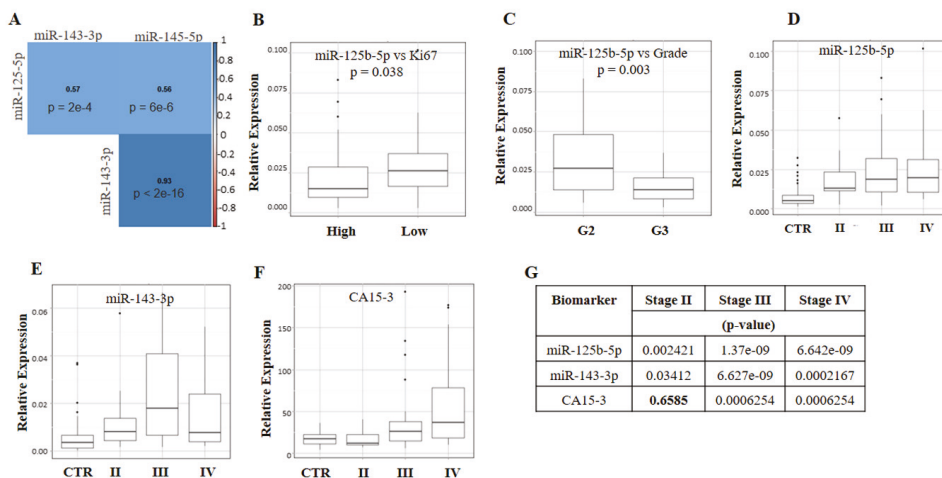 A
miR-143-3p miR-145-5p
miR-125-5p
0.57 0.56
p = 2e-4 p = 6e-6
miR-143-3p
0.93
p < 2e-16
1
0.8
0.6
0.4
0.2
0
-0.2
-0.4
-0.6
-0.8
-1
B
miR-125b-5p vs Ki67
p = 0.038
Relative Expression
0.100
0.075
0.050
0.025
0.000
High Low
C
miR-125b-5p vs Grade
p = 0.003
Relative Expression
0.100
0.075
0.050
0.025
0.000
G2 G3
D
miR-125b-5p
Relative Expression
0.100
0.075
0.050
0.025
0.000
CTR II III IV
E
miR-143-3p
Relative Expression
0.06
0.04
0.02
0.00
CTR II III IV
F
CA15-3
Relative Expression
200
150
100
50
0
CTR II III IV
G
Biomarker Stage II Stage III Stage IV
(p-value)
miR-125b-5p 0.002421 1.37e-09 6.642e-09
miR-143-3p 0.03412 6.627e-09 0.0002167
CA15-3 0.6585 0.0006254 0.0006254